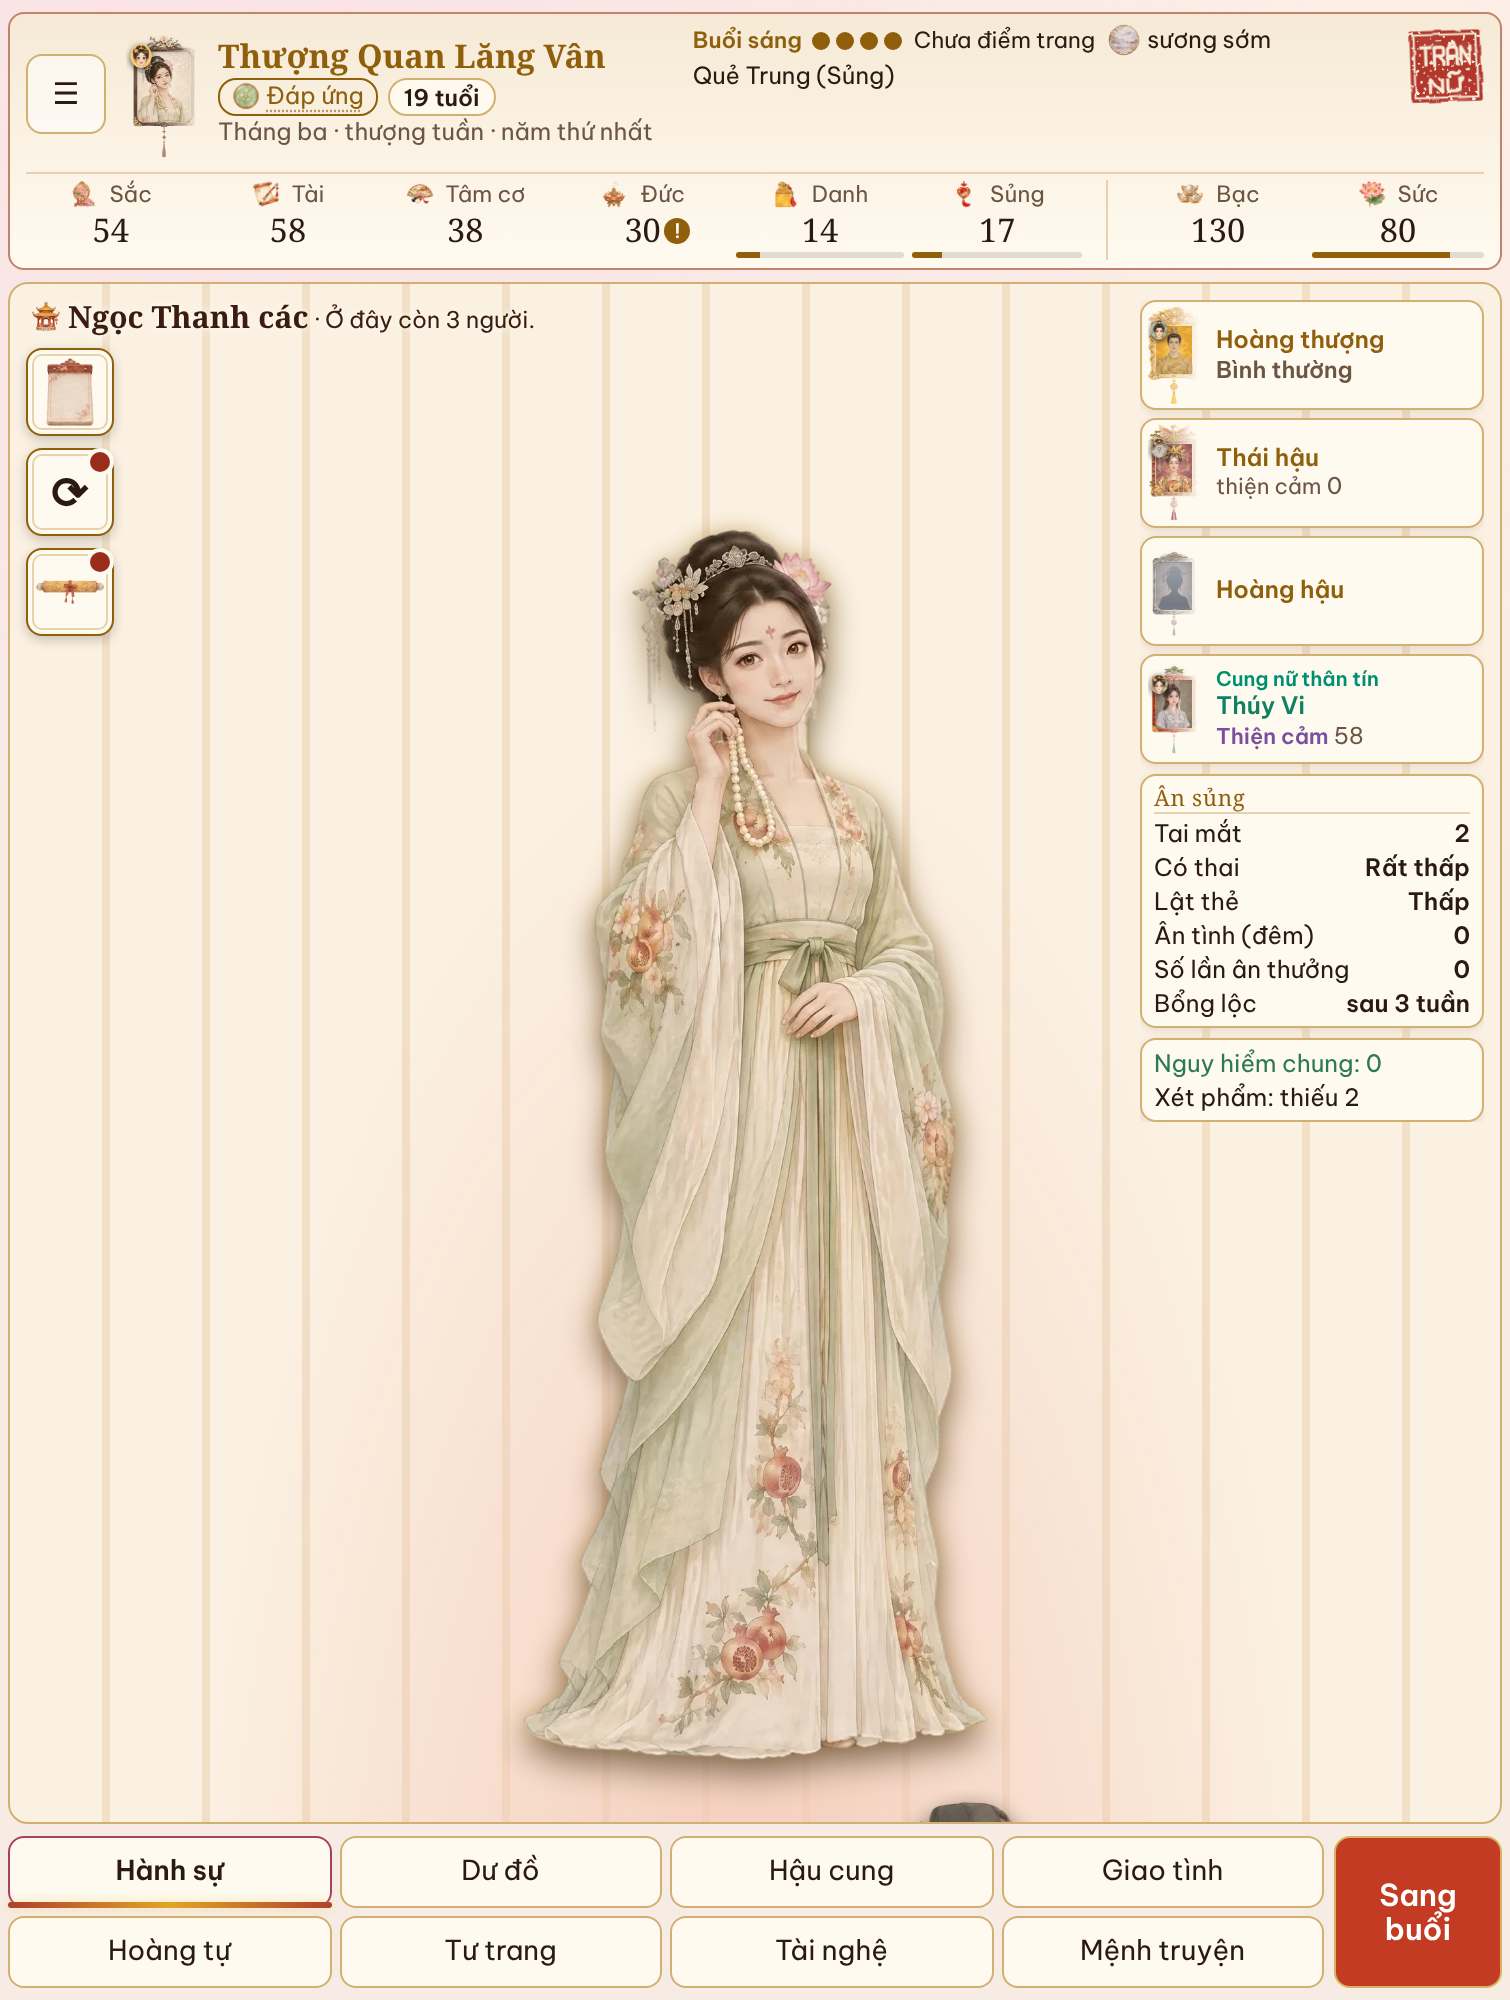 ☰
Thượng Quan Lăng Vân
Đáp ứng
19 tuổi
Tháng ba · thượng tuần · năm thứ nhất
Buổi sáng
Chưa điểm trang
sương sớm
Quẻ Trung (Sủng)
TRÂN
NỮ
Sắc
54
Tài
58
Tâm cơ
38
Đức
30 !
Danh
14
Sủng
17
Bạc
130
Sức
80
Ngọc Thanh các · Ở đây còn 3 người.
Hoàng thượng
Bình thường
Thái hậu
thiện cảm 0
Hoàng hậu
Cung nữ thân tín
Thúy Vi
Thiện cảm 58
Ân sủng
Tai mắt 2
Có thai Rất thấp
Lật thẻ Thấp
Ân tình (đêm) 0
Số lần ân thưởng 0
Bổng lộc sau 3 tuần
Nguy hiểm chung: 0
Xét phẩm: thiếu 2
Hành sự
Dư đồ
Hậu cung
Giao tình
Hoàng tự
Tư trang
Tài nghệ
Mệnh truyện
Sang
buổi